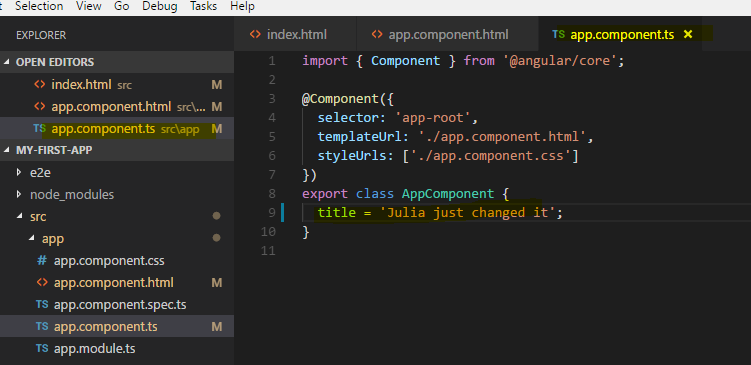 Selection View Go Debug Tasks Help
EXPLORER
OPEN EDITORS
index.html src M
app.component.html src\... M
TS app.component.ts src\app M
MY-FIRST-APP
e2e
node_modules
src
app
# app.component.css
app.component.html M
TS app.component.spec.ts
TS app.component.ts M
TS app.module.ts
index.html app.component.html TS app.component.ts ×
1 import { Component } from '@angular/core';
2
3 @Component({
4   selector: 'app-root',
5   templateUrl: './app.component.html',
6   styleUrls: ['./app.component.css']
7 })
8 export class AppComponent {
9   title = 'Julia just changed it';
10 }
11